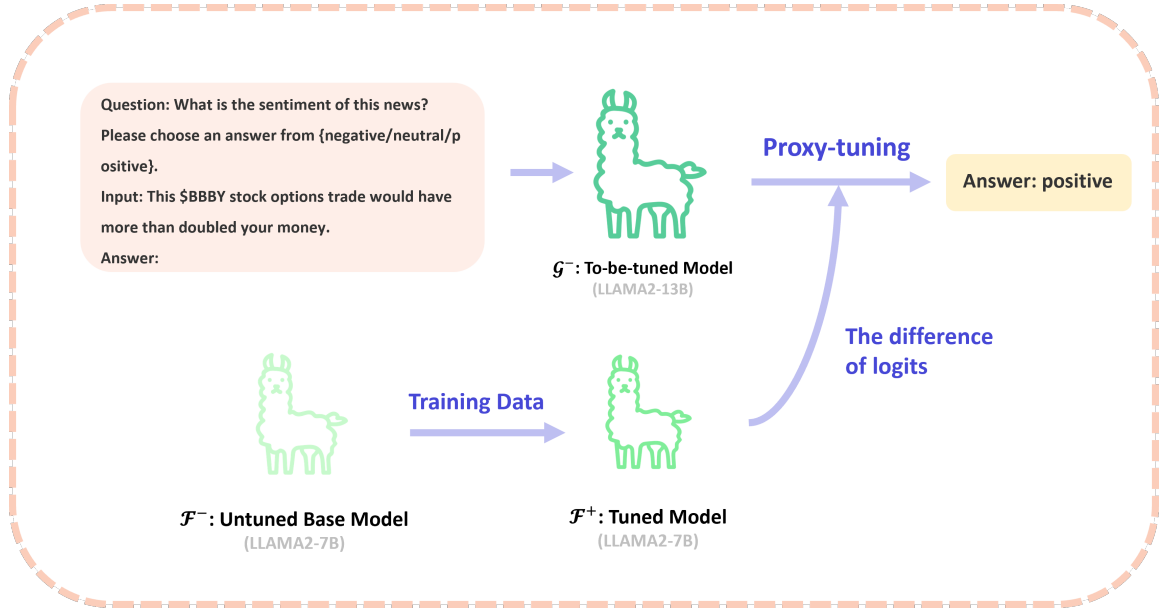 Question: What is the sentiment of this news?
Please choose an answer from {negative/neutral/p
ositive}.
Input: This $BBBY stock options trade would have
more than doubled your money.
Answer:
𝒢⁻: To-be-tuned Model
(LLAMA2-13B)
Proxy-tuning
Answer: positive
The difference
of logits
Training Data
ℱ⁻: Untuned Base Model
(LLAMA2-7B)
ℱ⁺: Tuned Model
(LLAMA2-7B)